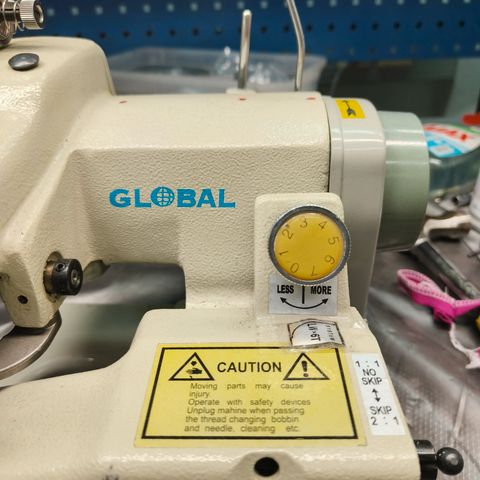 GLOBAL
0 1 2 3 4 5 6 7
LESS MORE
CAUTION
Moving parts may cause
injury.
Operate with safety devices
Unplug mahine when passing
the thread changing bobbin
and needle, cleaning etc.
1 : 1
NO
SKIP
SKIP
2 : 1